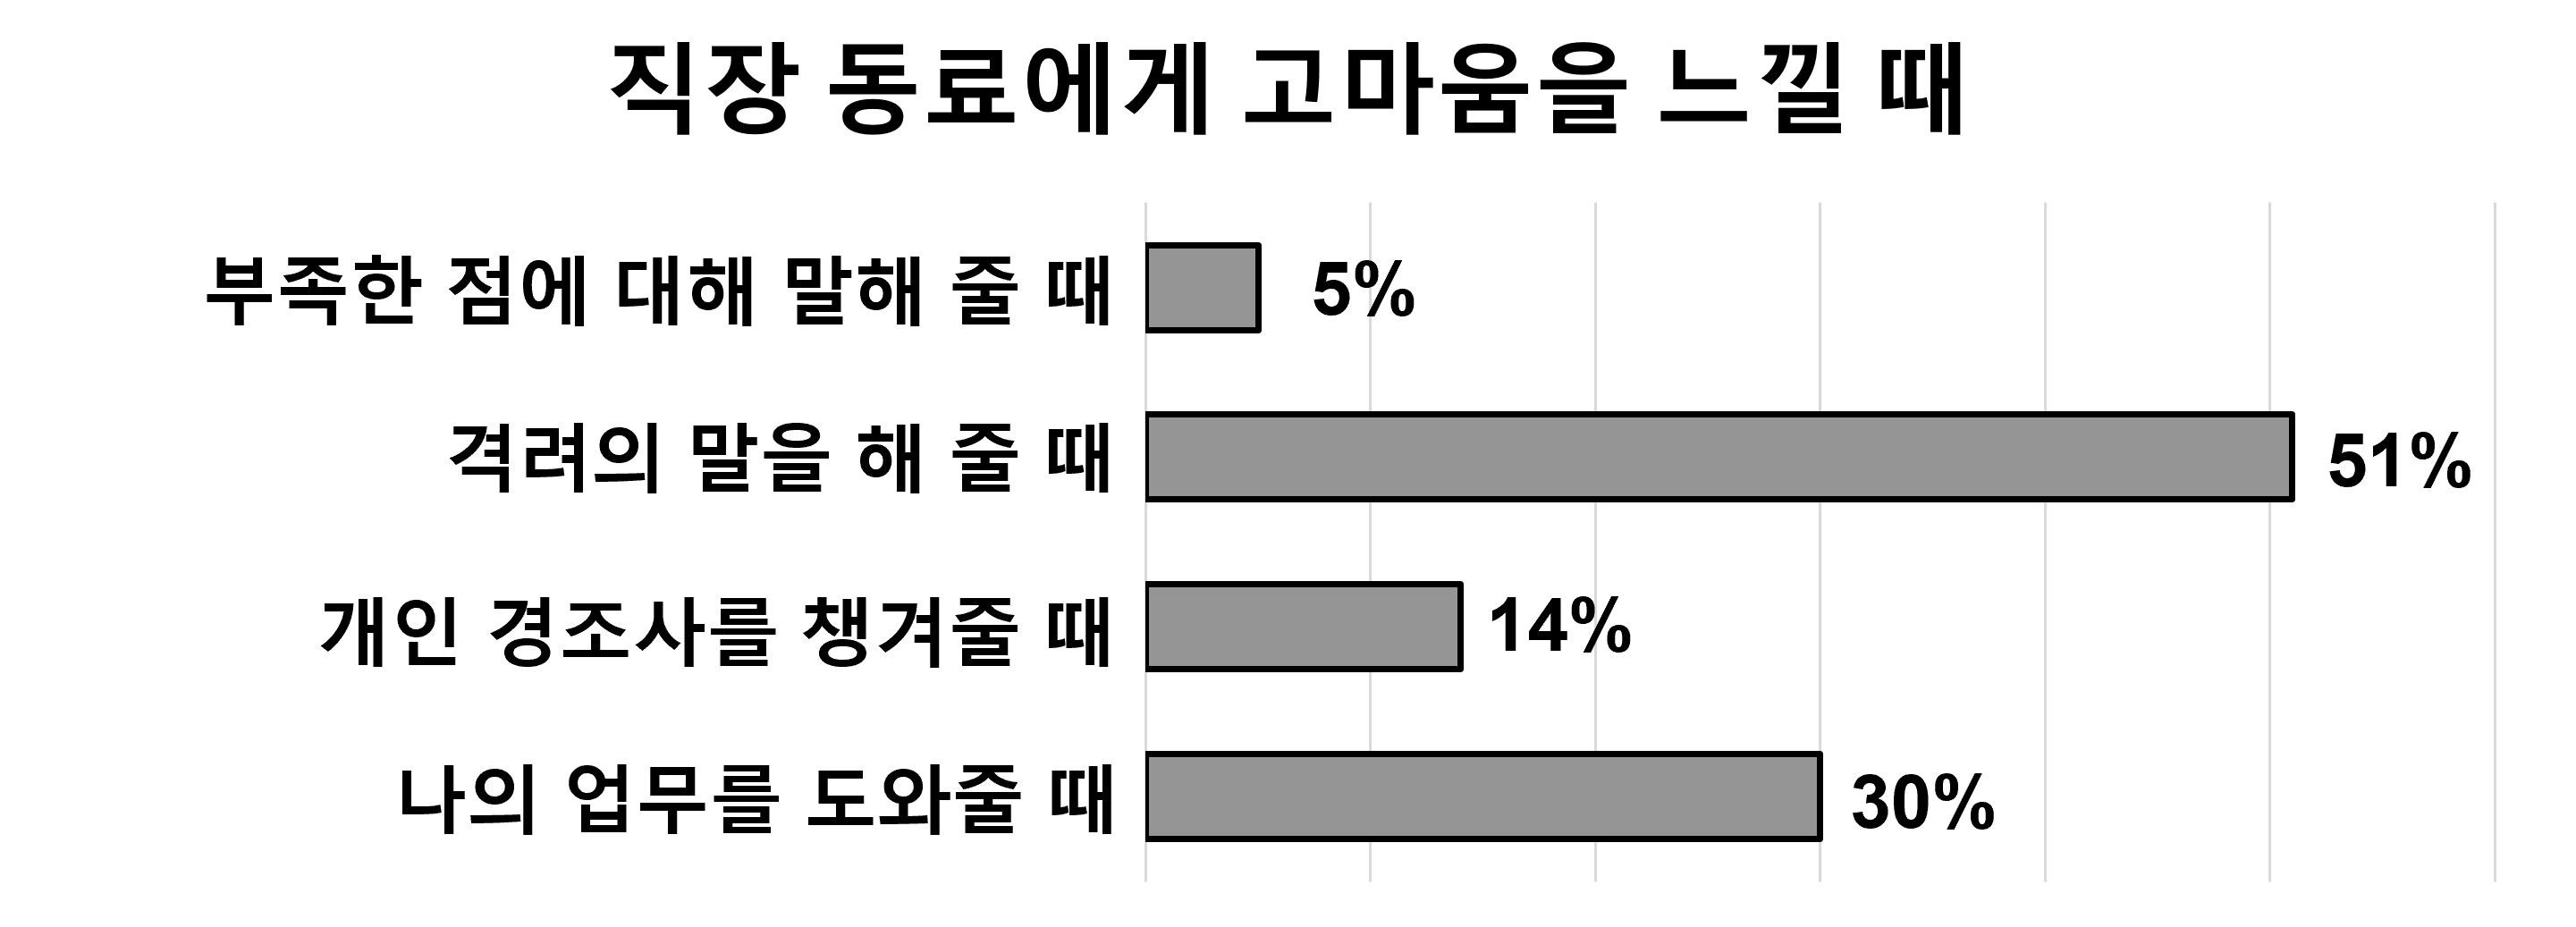 직장 동료에게 고마움을 느낄 때
부족한 점에 대해 말해 줄 때 5%
격려의 말을 해 줄 때 51%
개인 경조사를 챙겨줄 때 14%
나의 업무를 도와줄 때 30%